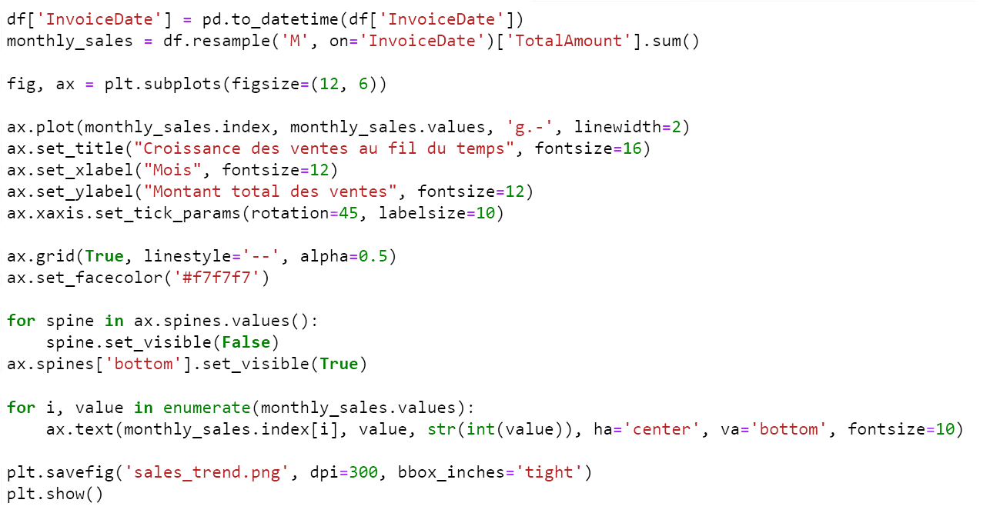 df['InvoiceDate'] = pd.to_datetime(df['InvoiceDate'])
monthly_sales = df.resample('M', on='InvoiceDate')['TotalAmount'].sum()
fig, ax = plt.subplots(figsize=(12, 6))
ax.plot(monthly_sales.index, monthly_sales.values, 'g.-', linewidth=2)
ax.set_title("Croissance des ventes au fil du temps", fontsize=16)
ax.set_xlabel("Mois", fontsize=12)
ax.set_ylabel("Montant total des ventes", fontsize=12)
ax.xaxis.set_tick_params(rotation=45, labelsize=10)
ax.grid(True, linestyle='--', alpha=0.5)
ax.set_facecolor('#f7f7f7')
for spine in ax.spines.values():
    spine.set_visible(False)
ax.spines['bottom'].set_visible(True)
for i, value in enumerate(monthly_sales.values):
    ax.text(monthly_sales.index[i], value, str(int(value)), ha='center', va='bottom', fontsize=10)
plt.savefig('sales_trend.png', dpi=300, bbox_inches='tight')
plt.show()